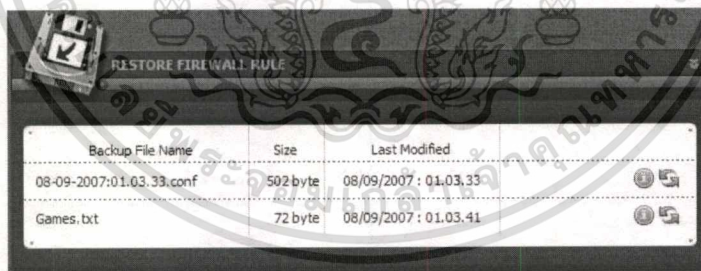 RESTORE FIREWALL RULE
Backup File Name Size Last Modified
08-09-2007:01.03.33.conf 502 byte 08/09/2007 : 01.03.33
Games.txt 72 byte 08/09/2007 : 01.03.41